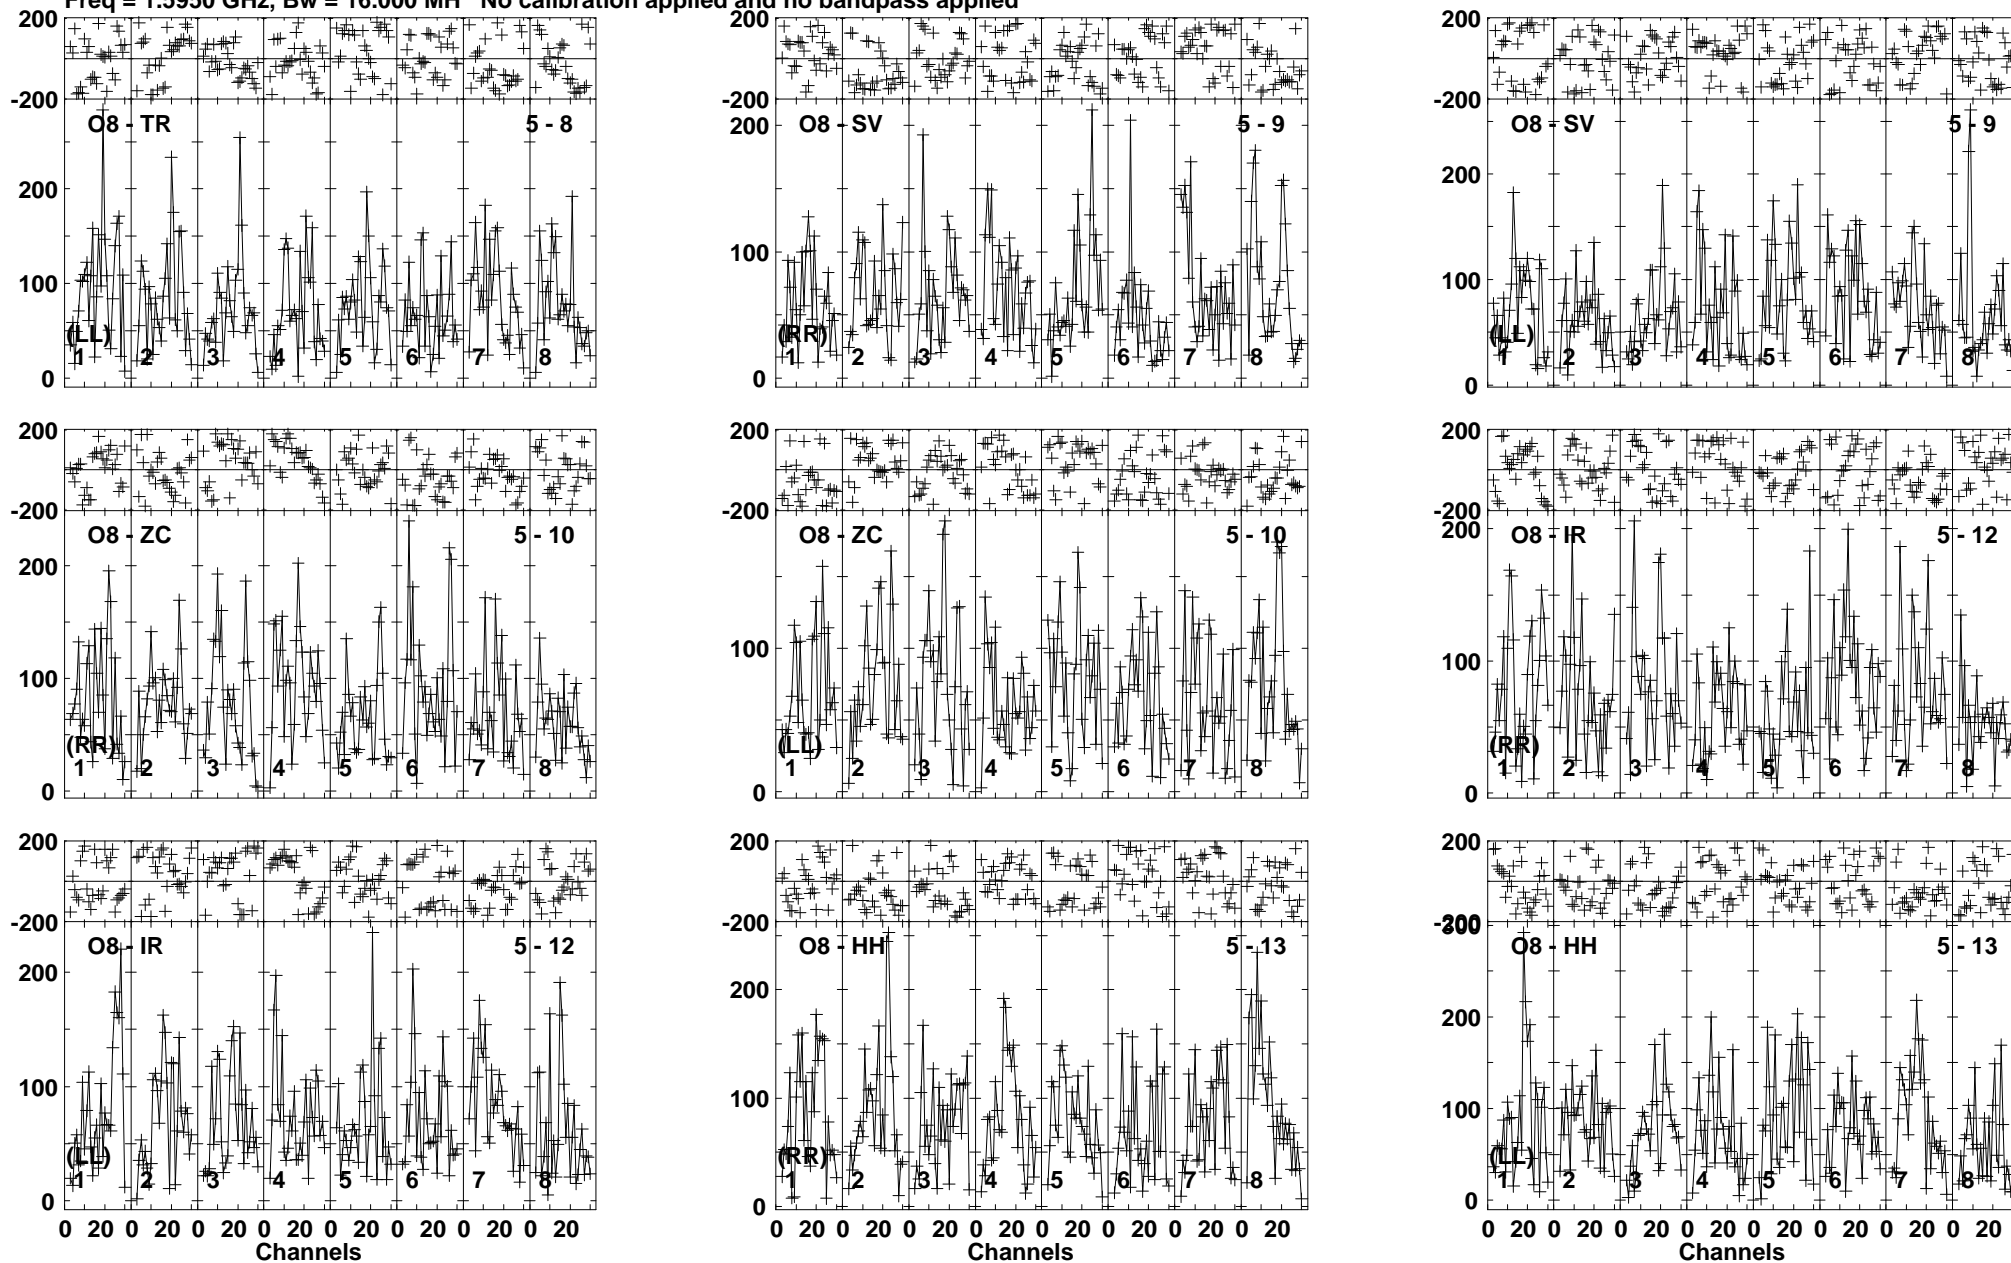 Freq = 1.5950 GHz, Bw = 16.000 MH No calibration applied and no bandpass applied
200 200 200
-200 -200 -200
O8 - TR 5 - 8 O8 - SV 5 - 9 O8 - SV 5 - 9
200 200 200
100 100 100
(LL) (RR) (LL)
1 2 3 4 5 6 7 8 1 2 3 4 5 6 7 8 1 2 3 4 5 6 7 8
0 0 0
200 200 200
-200 -200 -200
O8 - ZC 5 - 10 O8 - ZC 5 - 10 O8 - IR 5 - 12
200 200
100 100 100
(RR) (LL) (RR)
1 2 3 4 5 6 7 8 1 2 3 4 5 6 7 8 1 2 3 4 5 6 7 8
0 0 0
200 200 200
-200 -200 -200
300
O8 - IR 5 - 12 O8 - HH 5 - 13 O8 - HH 5 - 13
200 200 200
100 100 100
(LL) (RR) (LL)
1 2 3 4 5 6 7 8 1 2 3 4 5 6 7 8 1 2 3 4 5 6 7 8
0 0 0
0 20 0 20 0 20 0 20 0 20 0 20 0 20 0 20 0 20 0 20 0 20 0 20 0 20 0 20 0 20 0 20 0 20 0 20 0 20 0 20 0 20 0 20 0 20 0 20
Channels Channels